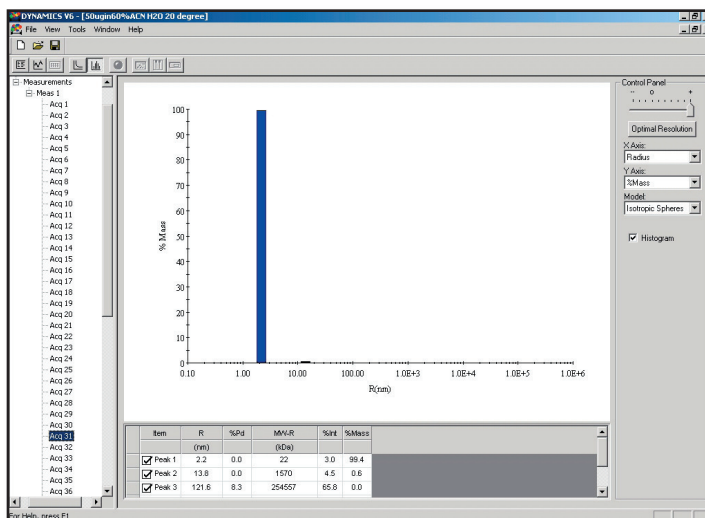 DYNAMICS V6 - [50ugin60%ACN H2O 20 degree]
File View Tools Window Help
Measurements
Meas 1
Acq 1
Acq 2
Acq 3
Acq 4
Acq 5
Acq 6
Acq 7
Acq 8
Acq 9
Acq 10
Acq 11
Acq 12
Acq 13
Acq 14
Acq 15
Acq 16
Acq 17
Acq 18
Acq 19
Acq 20
Acq 21
Acq 22
Acq 23
Acq 24
Acq 25
Acq 26
Acq 27
Acq 28
Acq 29
Acq 30
Acq 31
Acq 32
Acq 33
Acq 34
Acq 35
Acq 36
% Mass
100
90
80
70
60
50
40
30
20
10
0
0.10 1.00 10.00 100.00 1.0E+3 1.0E+4 1.0E+5 1.0E+6
R(nm)
Item R %Pd MW-R %Int %Mass
(nm) (kDa)
Peak 1 2.2 0.0 22 3.0 99.4
Peak 2 13.8 0.0 1570 4.5 0.6
Peak 3 121.6 8.3 254557 65.8 0.0
Control Panel
- 0 +
Optimal Resolution
X Axis:
Radius
Y Axis:
%Mass
Model:
Isotropic Spheres
Histogram
For Help, press F1